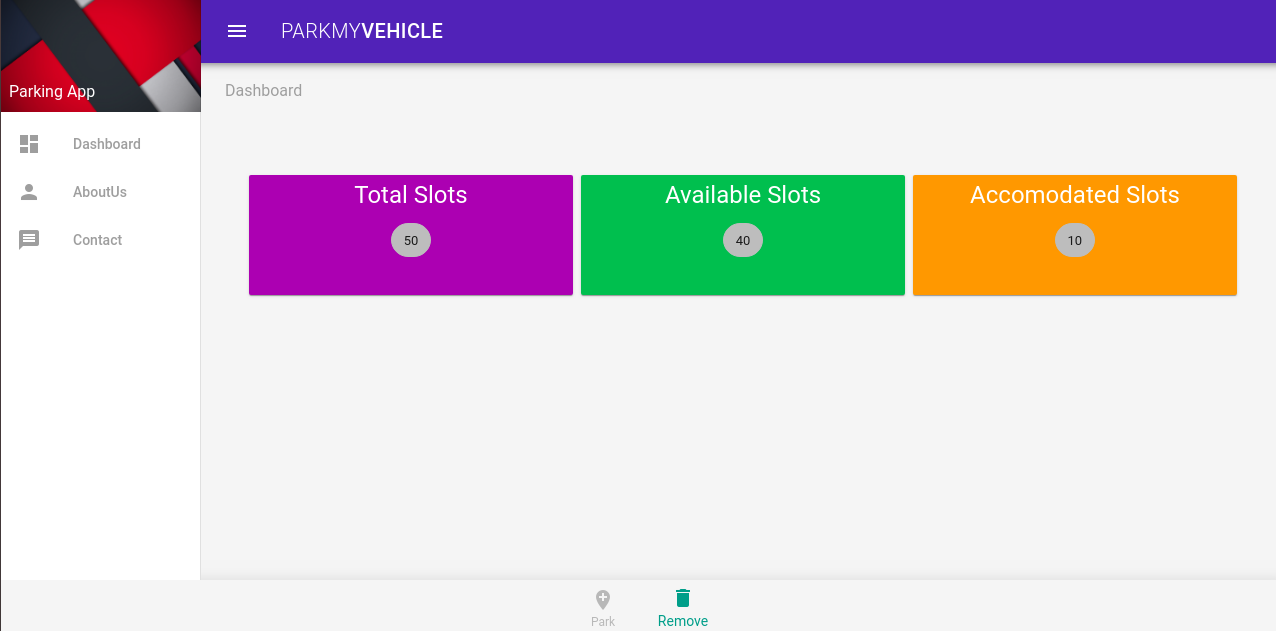 Parking App
PARKMYVEHICLE
Dashboard
Dashboard
AboutUs
Contact
Total Slots
50
Available Slots
40
Accomodated Slots
10
Park
Remove